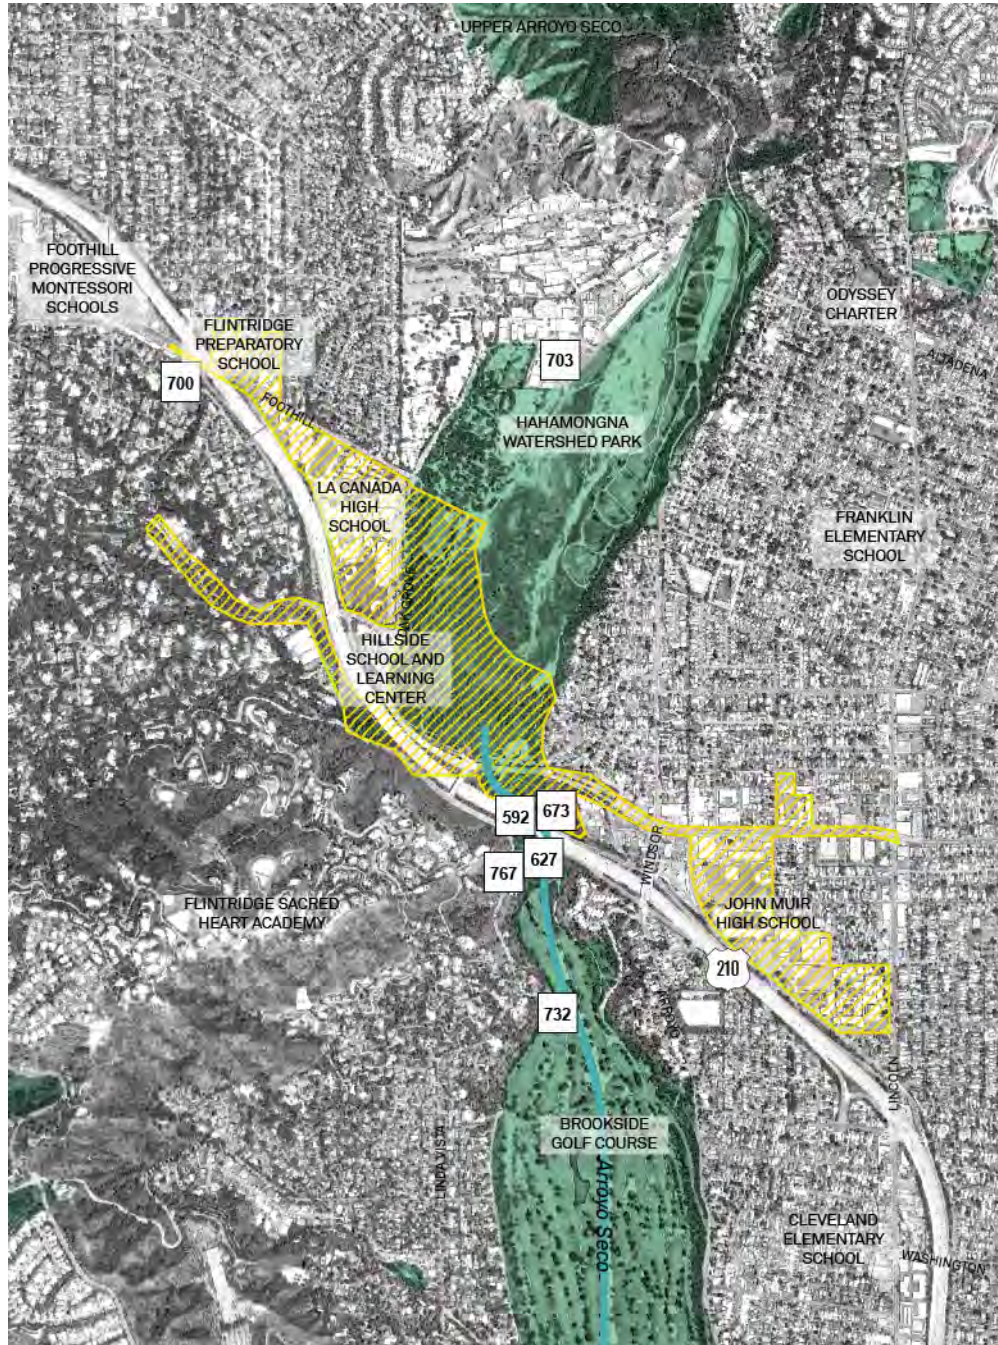 UPPER ARROYO SECO
FOOTHILL
PROGRESSIVE
MONTESSORI
SCHOOLS
ODYSSEY
CHARTER
FLINTRIDGE
PREPARATORY
SCHOOL
ALTADENA
703
700
FOOTHILL
HAHAMONGNA
WATERSHED PARK
LA CAÑADA
HIGH
SCHOOL
FRANKLIN
ELEMENTARY
SCHOOL
OAK GROVE
HILLSIDE
SCHOOL AND
LEARNING
CENTER
592
673
627
767
WINDSOR
FLINTRIDGE SACRED
HEART ACADEMY
JOHN MUIR
HIGH SCHOOL
210
732
ARROYO
LINCOLN
BROOKSIDE
GOLF COURSE
LINDA VISTA
Arroyo Seco
CLEVELAND
ELEMENTARY
SCHOOL
WASHINGTON